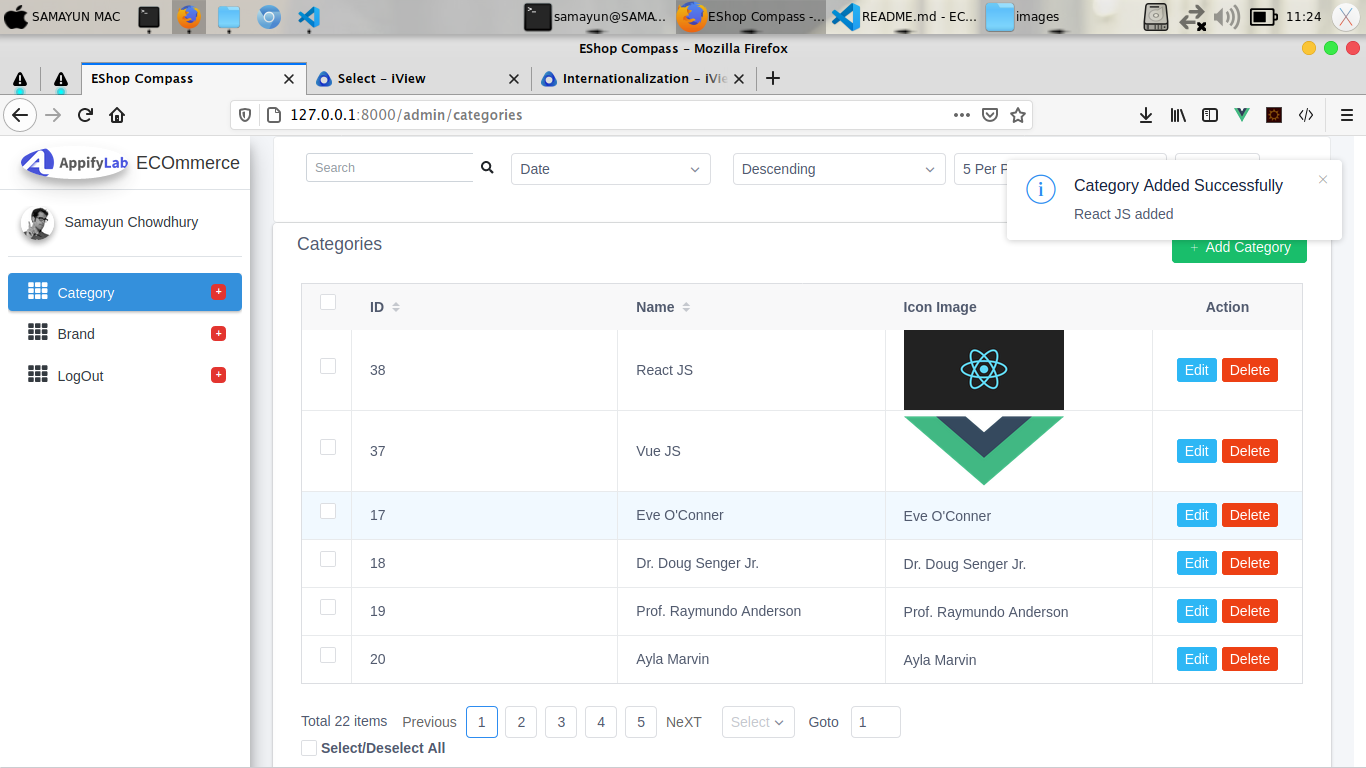 SAMAYUN MAC
samayun@SAMA...
EShop Compass -...
README.md - EC...
images
11:24
EShop Compass - Mozilla Firefox
EShop Compass
Select - iView
Internationalization - iVie
127.0.0.1:8000/admin/categories
AppifyLab ECOmmerce
Samayun Chowdhury
Category
Brand
LogOut
Search
Date
Descending
5 Per P
Category Added Successfully
React JS added
Categories
+ Add Category
ID Name Icon Image Action
38 React JS Edit Delete
37 Vue JS Edit Delete
17 Eve O'Conner Eve O'Conner Edit Delete
18 Dr. Doug Senger Jr. Dr. Doug Senger Jr. Edit Delete
19 Prof. Raymundo Anderson Prof. Raymundo Anderson Edit Delete
20 Ayla Marvin Ayla Marvin Edit Delete
Total 22 items Previous 1 2 3 4 5 NeXT Select Goto 1
Select/Deselect All